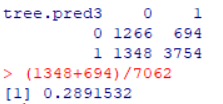 tree.pred3 0 1
0 1266 694
1 1348 3754
> (1348+694)/7062
[1] 0.2891532